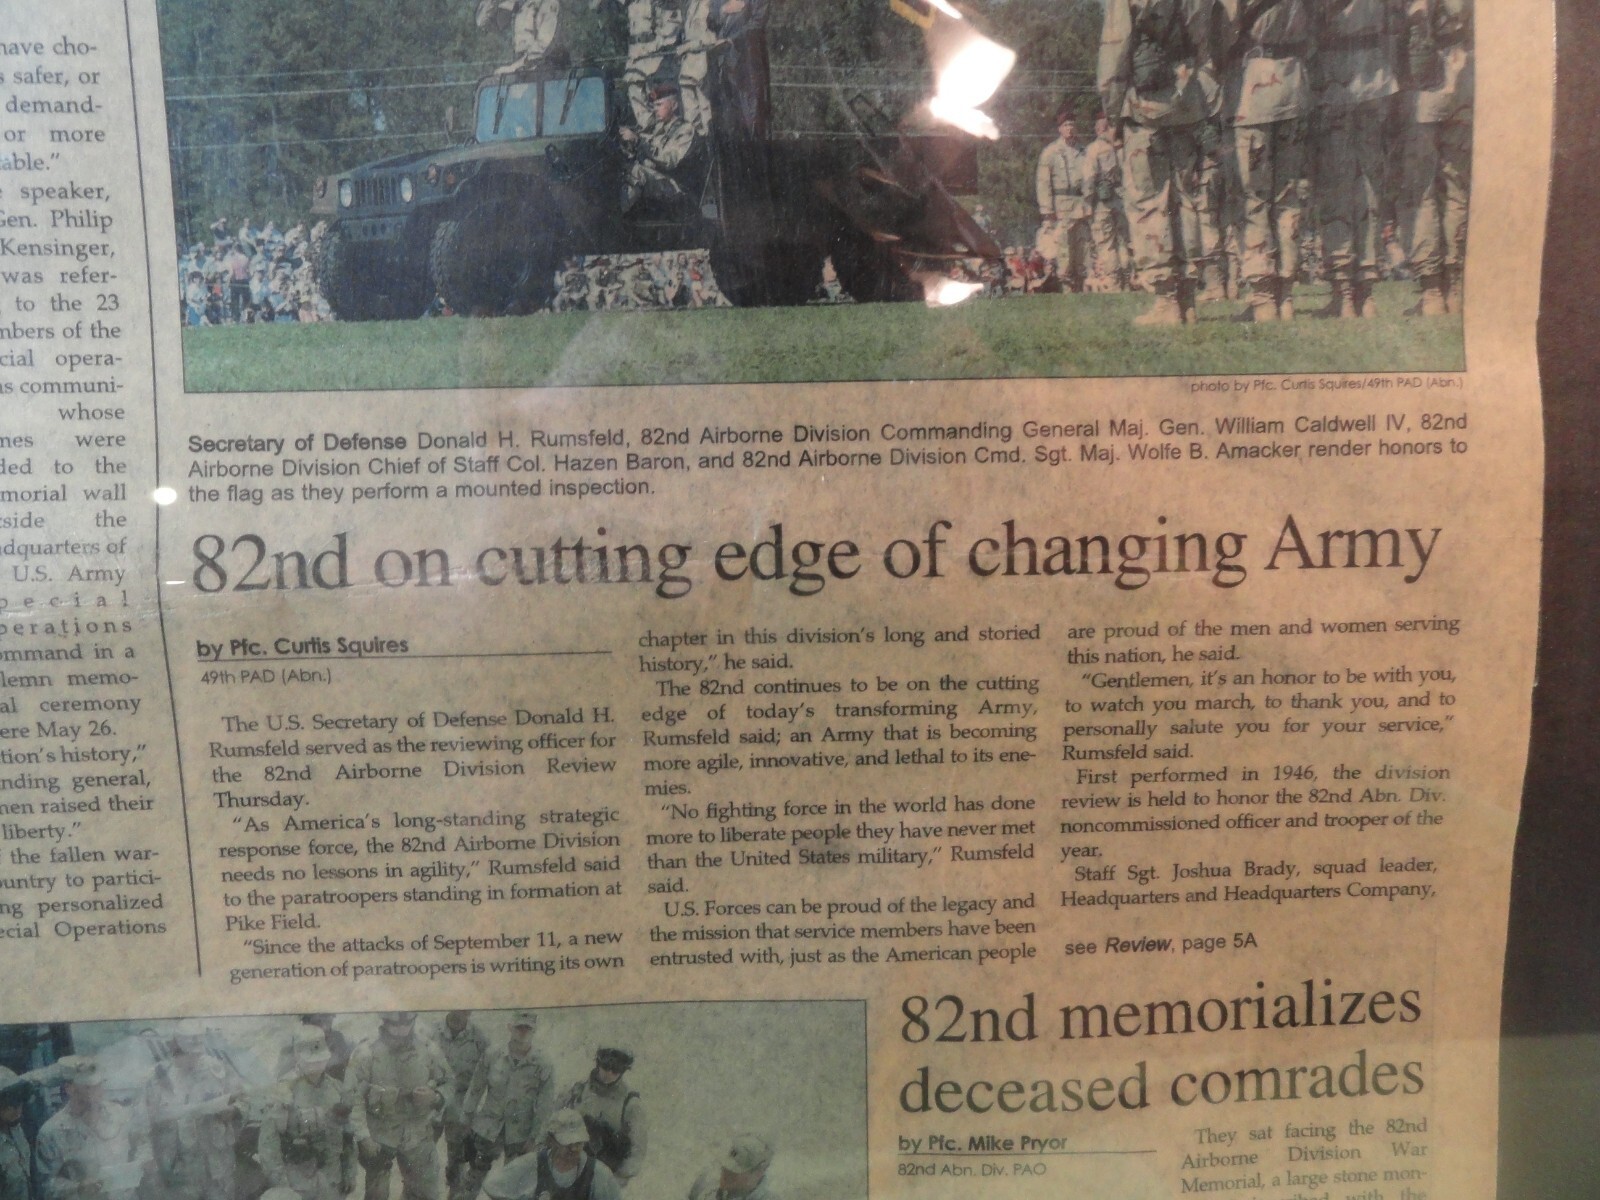 have cho-
safer, or
demand-
or more
table."
speaker,
Gen. Philip
Kensinger,
was refer-
to the 23
mbers of the
cial opera-
communi-
whose
were
ded to the
morial wall
the
adquarters of
U.S. Army
pecial
perations
ommand in a
lemn memo-
al ceremony
ere May 26.
tion's history,"
nding general,
men raised their
liberty."
the fallen war-
ountry to partici-
ng personalized
ecial Operations
photo by Pfc. Curtis Squires/49th PAD (Abn.)
Secretary of Defense Donald H. Rumsfeld, 82nd Airborne Division Commanding General Maj. Gen. William Caldwell IV, 82nd
Airborne Division Chief of Staff Col. Hazen Baron, and 82nd Airborne Division Cmd. Sgt. Maj. Wolfe B. Amacker render honors to
the flag as they perform a mounted inspection.
82nd on cutting edge of changing Army
by Pfc. Curtis Squires
49th PAD (Abn.)
The U.S. Secretary of Defense Donald H.
Rumsfeld served as the reviewing officer for
the 82nd Airborne Division Review
Thursday.
"As America's long-standing strategic
response force, the 82nd Airborne Division
needs no lessons in agility," Rumsfeld said
to the paratroopers standing in formation at
Pike Field.
"Since the attacks of September 11, a new
generation of paratroopers is writing its own
chapter in this division's long and storied
history," he said.
The 82nd continues to be on the cutting
edge of today's transforming Army,
Rumsfeld said; an Army that is becoming
more agile, innovative, and lethal to its ene-
mies.
"No fighting force in the world has done
more to liberate people they have never met
than the United States military," Rumsfeld
said.
U.S. Forces can be proud of the legacy and
the mission that service members have been
entrusted with, just as the American people
are proud of the men and women serving
this nation, he said.
"Gentlemen, it's an honor to be with you,
to watch you march, to thank you, and to
personally salute you for your service,"
Rumsfeld said.
First performed in 1946, the division
review is held to honor the 82nd Abn. Div.
noncommissioned officer and trooper of the
year.
Staff Sgt. Joshua Brady, squad leader,
Headquarters and Headquarters Company,
see Review, page 5A
82nd memorializes
deceased comrades
by Pfc. Mike Pryor
82nd Abn. Div. PAO
They sat facing the 82nd
Airborne Division War
Memorial, a large stone mon-
with the